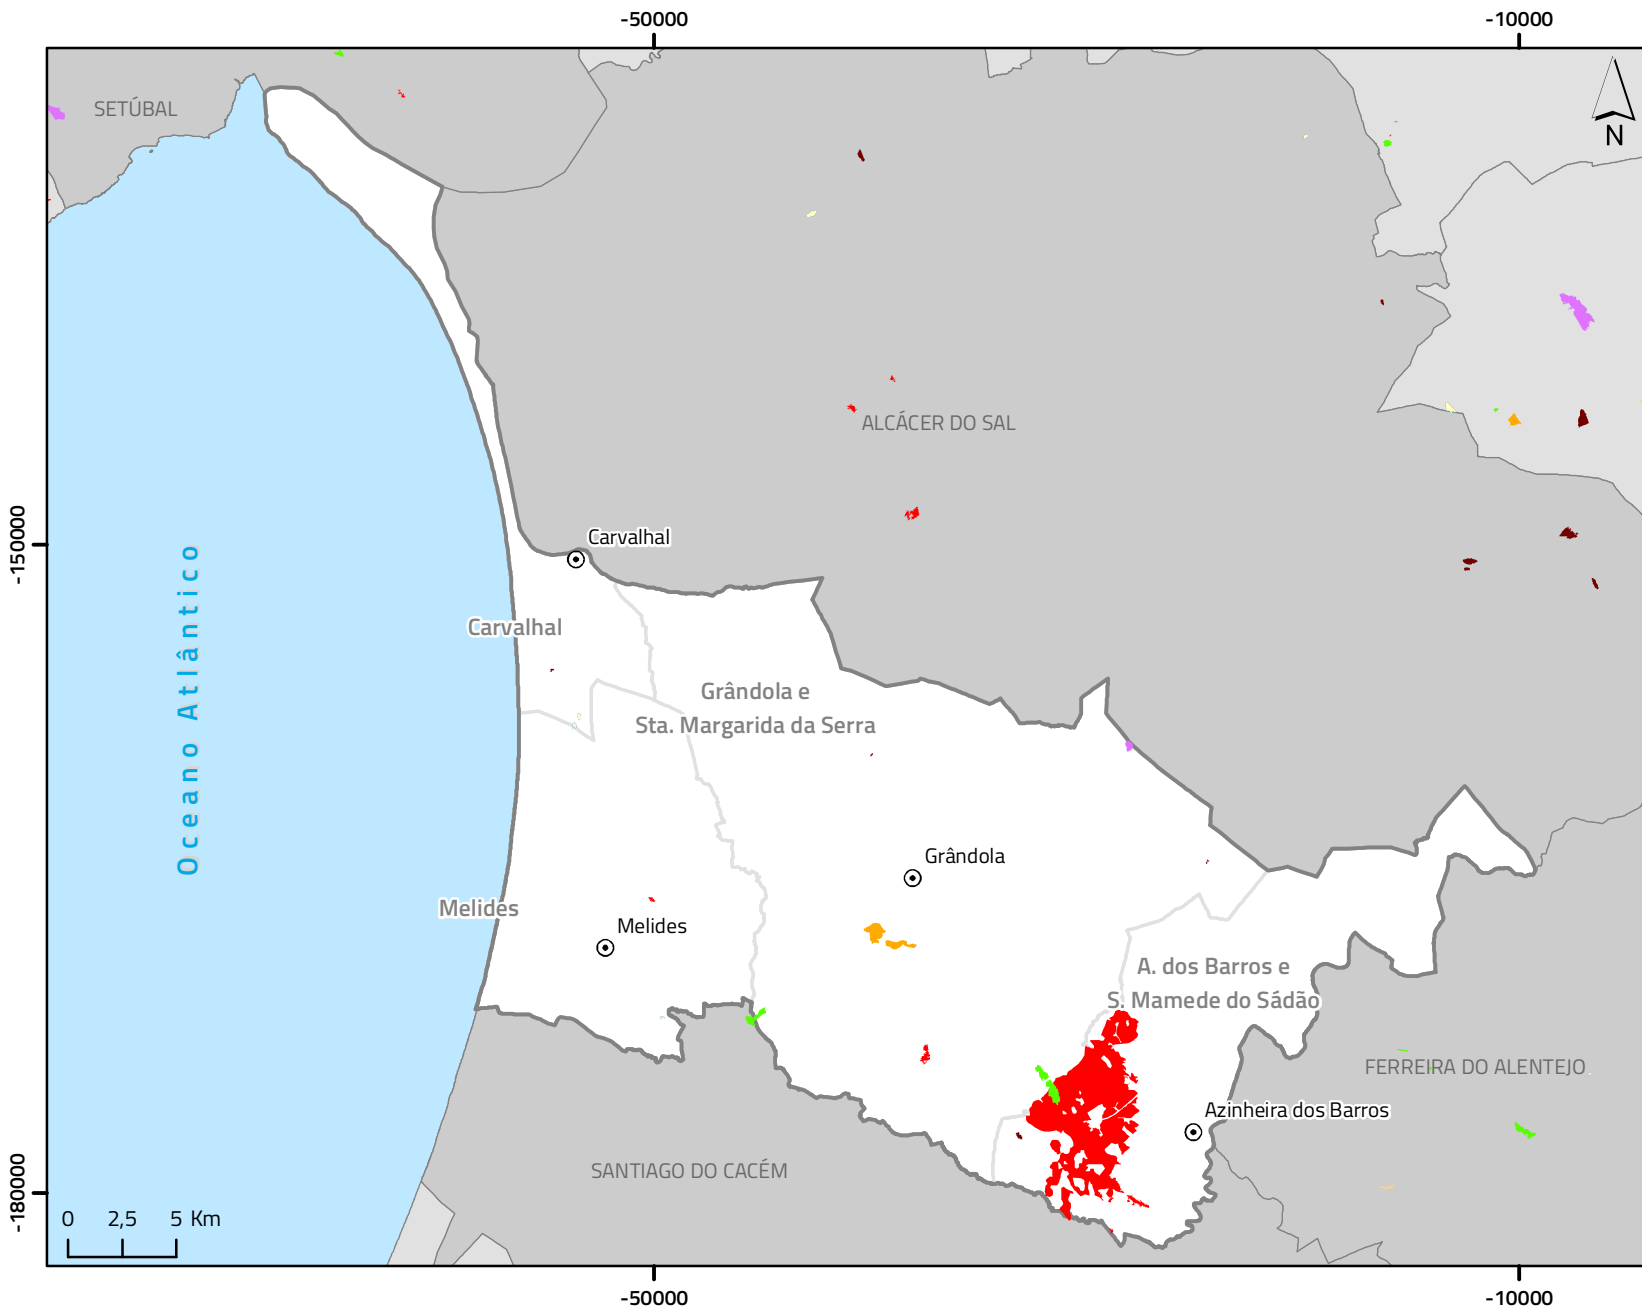 -50000
-10000
SETÚBAL
N
ALCÁCER DO SAL
-150000
Carvalhal
Carvalhal
Oceano Atlântico
Grândola e
Sta. Margarida da Serra
Grândola
Melides
Melides
A. dos Barros e
S. Mamede do Sádão
FERREIRA DO ALENTEJO
Azinheira dos Barros
SANTIAGO DO CACÉM
-180000
0 2,5 5 Km
-50000
-10000